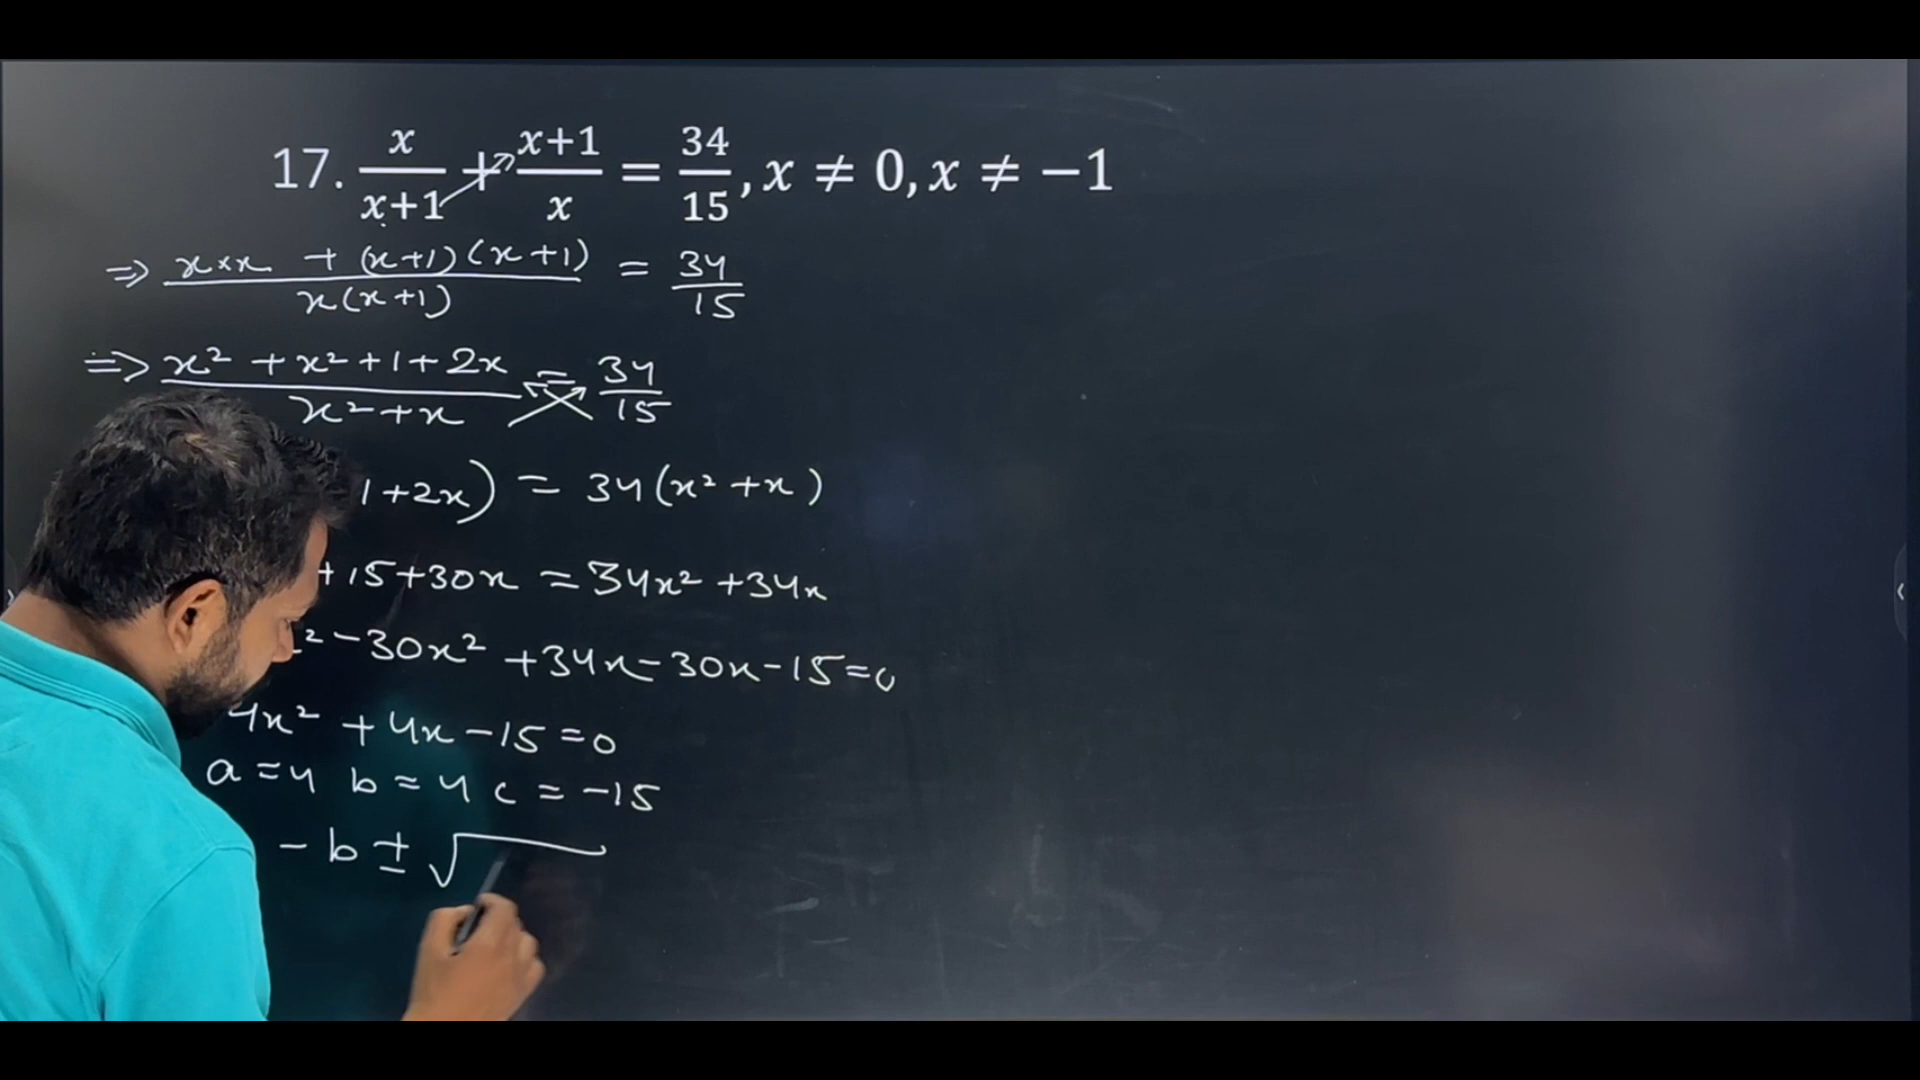 17. x/(x+1) + (x+1)/x = 34/15, x ≠ 0, x ≠ −1
⇒ (x×x + (x+1)(x+1))/(x(x+1)) = 34/15
⇒ (x² + x² + 1 + 2x)/(x² + x) = 34/15
1 + 2x) = 34(x² + x)
+ 15 + 30x = 34x² + 34x
² − 30x² + 34x − 30x − 15 = 0
4x² + 4x − 15 = 0
a = 4 b = 4 c = −15
− b ± √